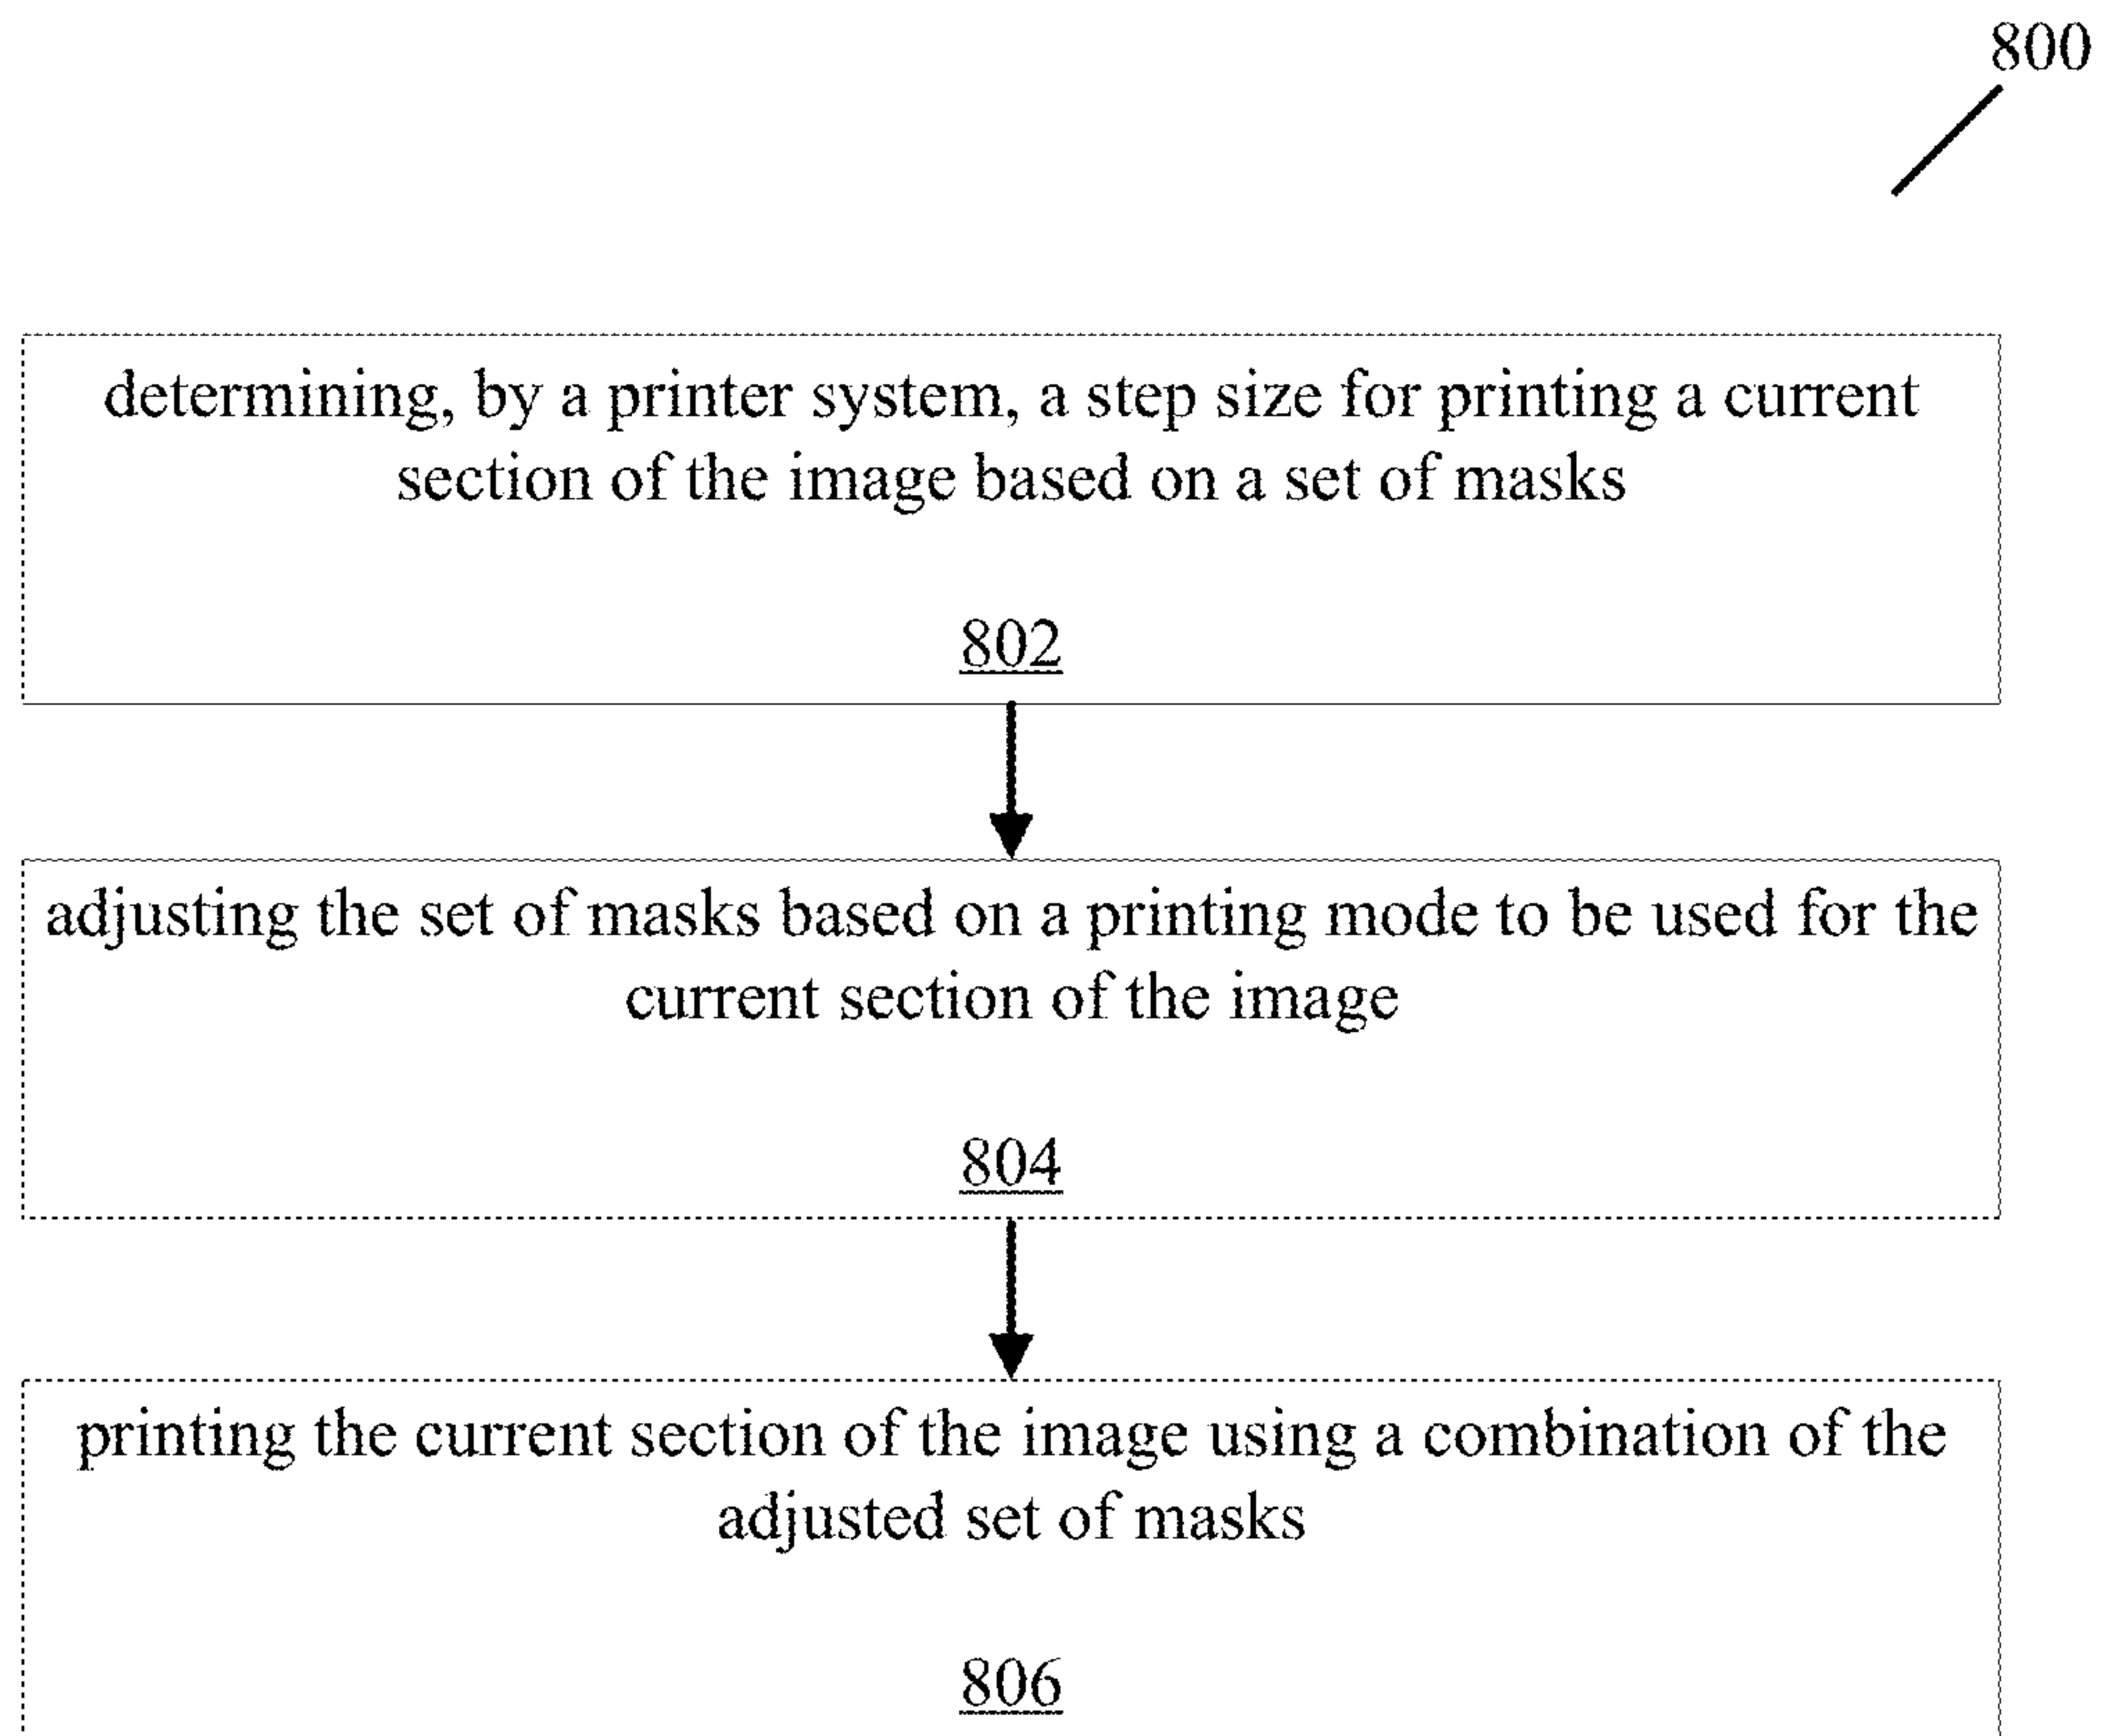 800
determining, by a printer system, a step size for printing a current
section of the image based on a set of masks
802
adjusting the set of masks based on a printing mode to be used for the
current section of the image
804
printing the current section of the image using a combination of the
adjusted set of masks
806